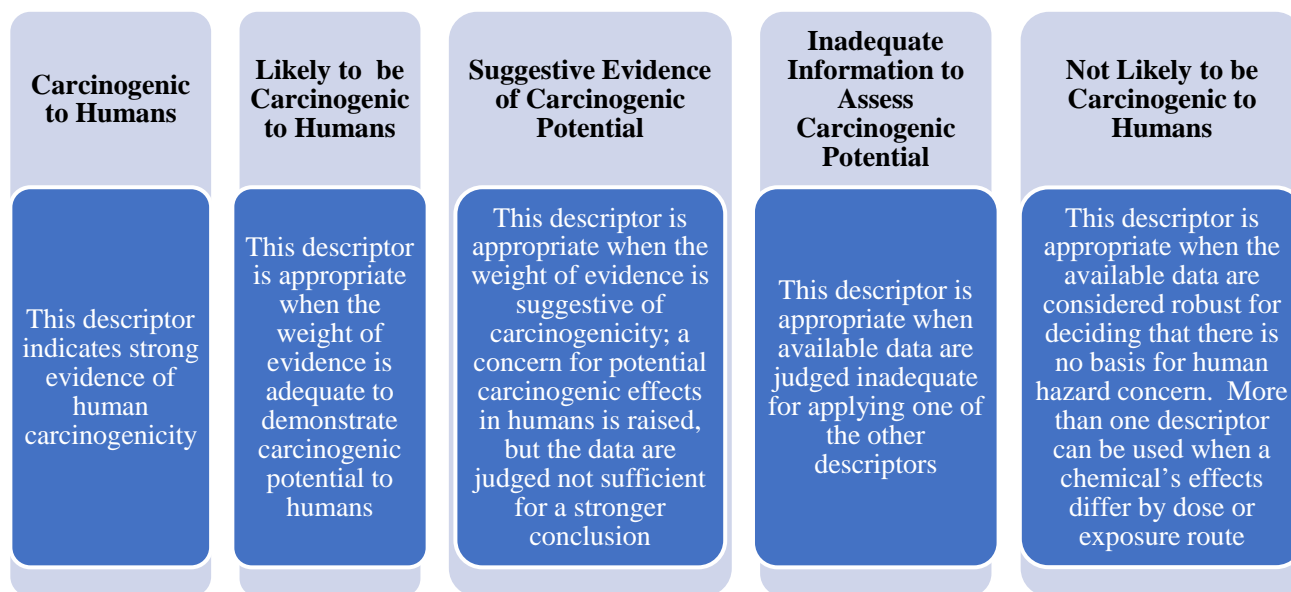 Carcinogenic
to Humans
This descriptor
indicates strong
evidence of
human
carcinogenicity
Likely to be
Carcinogenic
to Humans
This descriptor
is appropriate
when the
weight of
evidence is
adequate to
demonstrate
carcinogenic
potential to
humans
Suggestive Evidence
of Carcinogenic
Potential
This descriptor is
appropriate when the
weight of evidence is
suggestive of
carcinogenicity; a
concern for potential
carcinogenic effects
in humans is raised,
but the data are
judged not sufficient
for a stronger
conclusion
Inadequate
Information to
Assess
Carcinogenic
Potential
This descriptor is
appropriate when
available data are
judged inadequate
for applying one of
the other
descriptors
Not Likely to be
Carcinogenic to
Humans
This descriptor is
appropriate when the
available data are
considered robust for
deciding that there is
no basis for human
hazard concern. More
than one descriptor
can be used when a
chemical’s effects
differ by dose or
exposure route